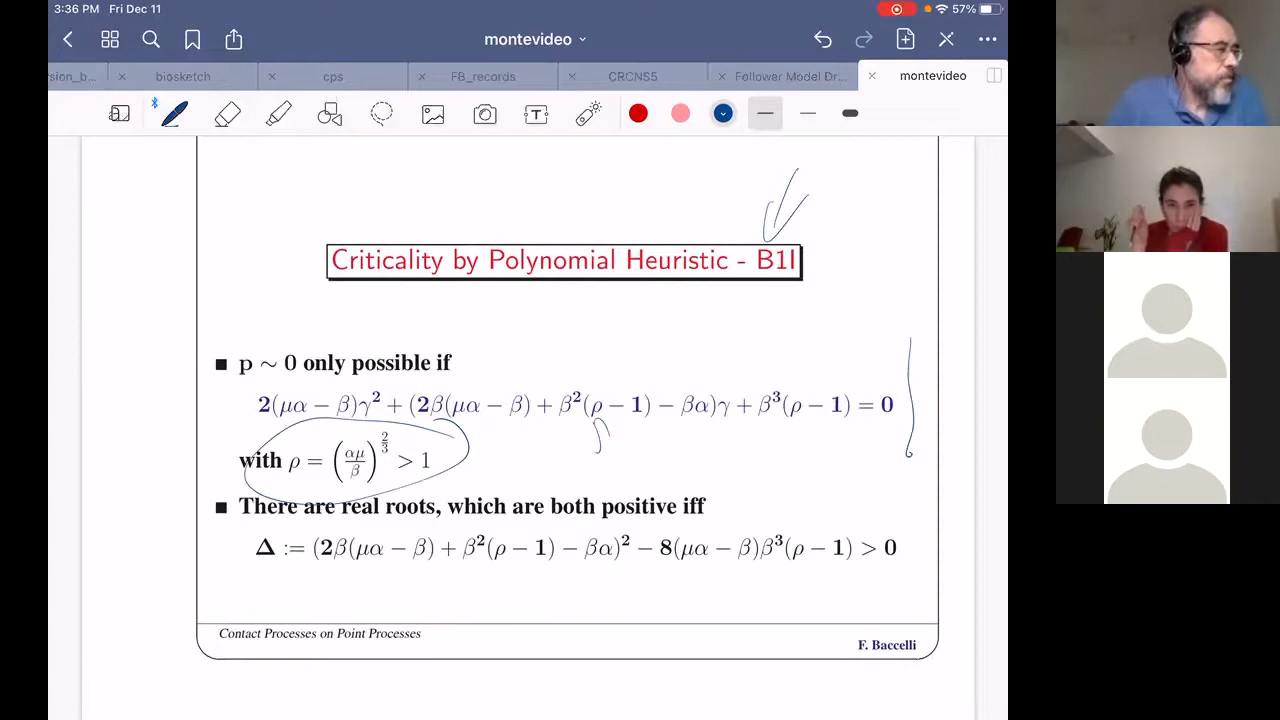 3:36 PM Fri Dec 11
57%
montevideo
sion_b...
biosketch
cps
FB_records
CRCNS5
Follower Model Dr...
montevideo
Criticality by Polynomial Heuristic - B1I
■ p ∼ 0 only possible if
2(μα − β)γ² + (2β(μα − β) + β²(ρ − 1) − βα)γ + β³(ρ − 1) = 0
with ρ = (αμ/β)^(2/3) > 1
■ There are real roots, which are both positive iff
Δ := (2β(μα − β) + β²(ρ − 1) − βα)² − 8(μα − β)β³(ρ − 1) > 0
Contact Processes on Point Processes
F. Baccelli